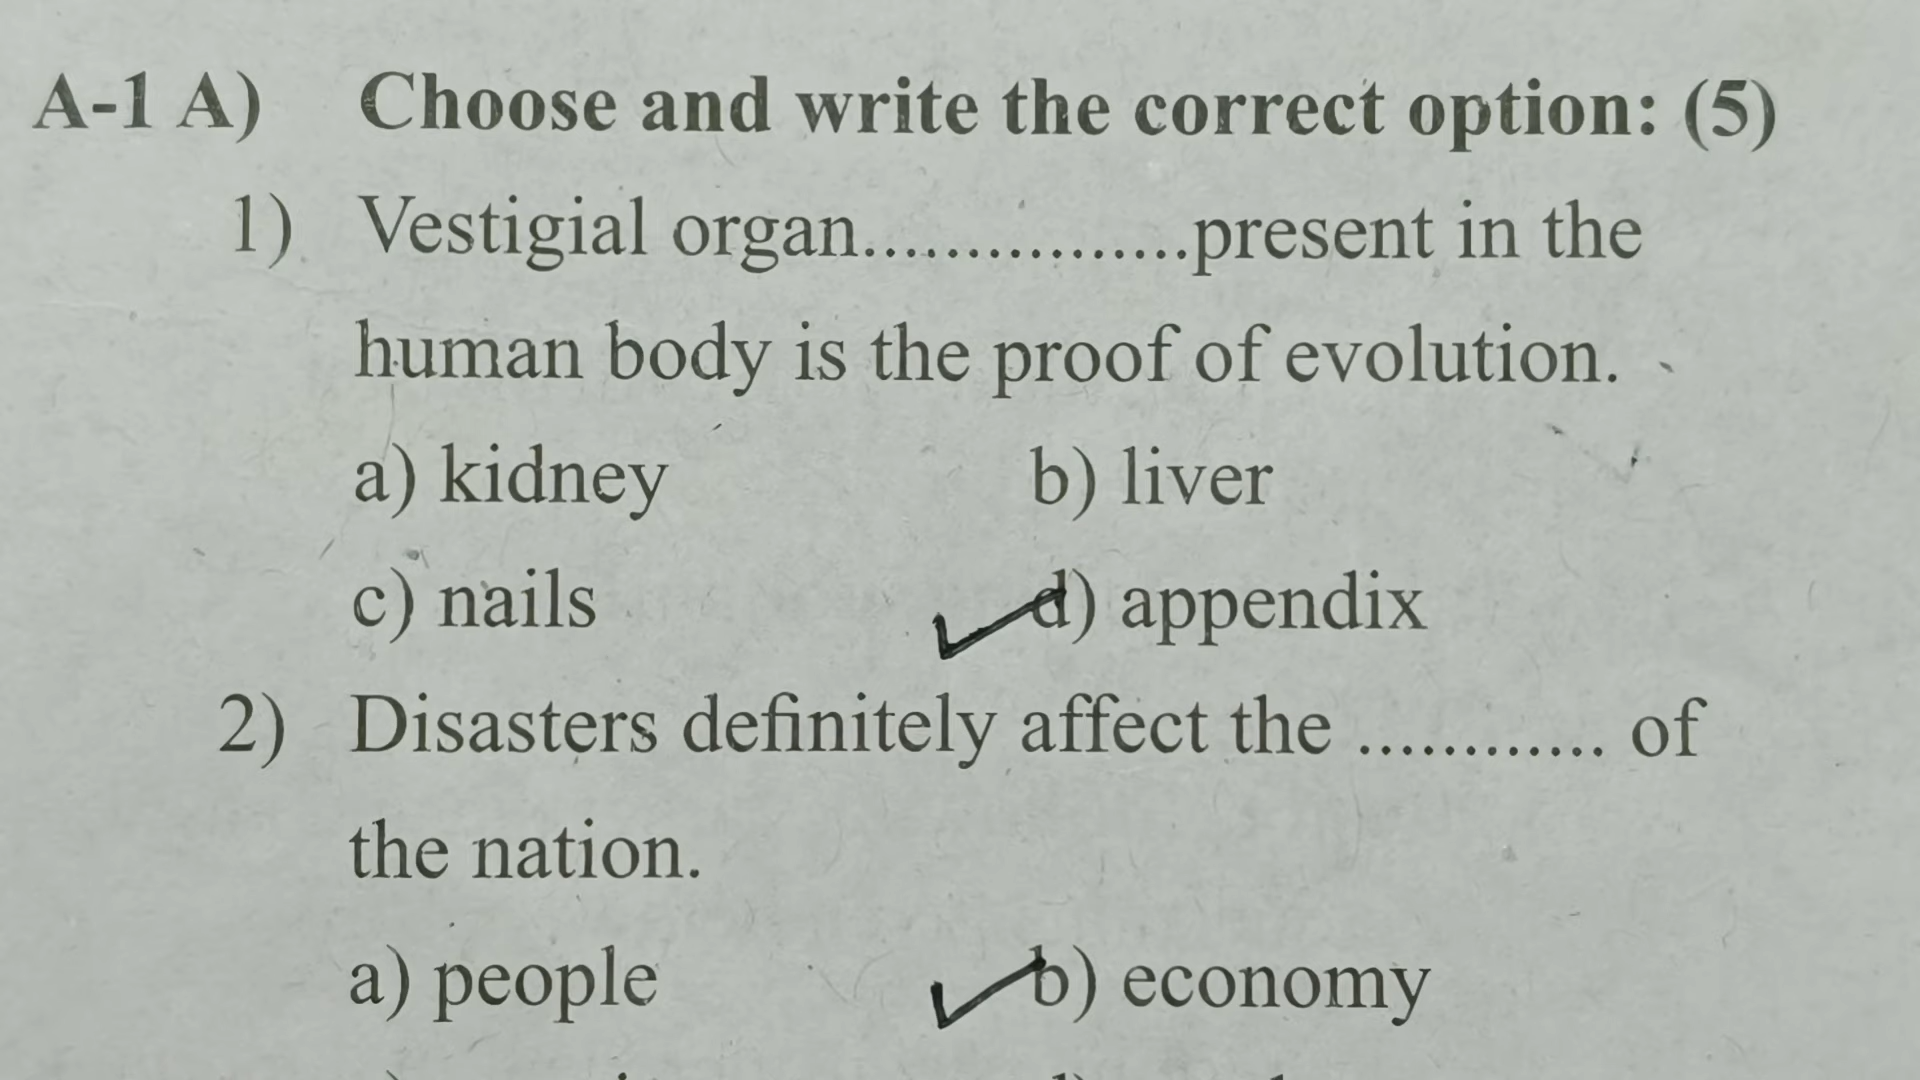 A-1 A) Choose and write the correct option: (5)
1) Vestigial organ................present in the
human body is the proof of evolution.
a) kidney b) liver
c) nails d) appendix
2) Disasters definitely affect the ............ of
the nation.
a) people b) economy